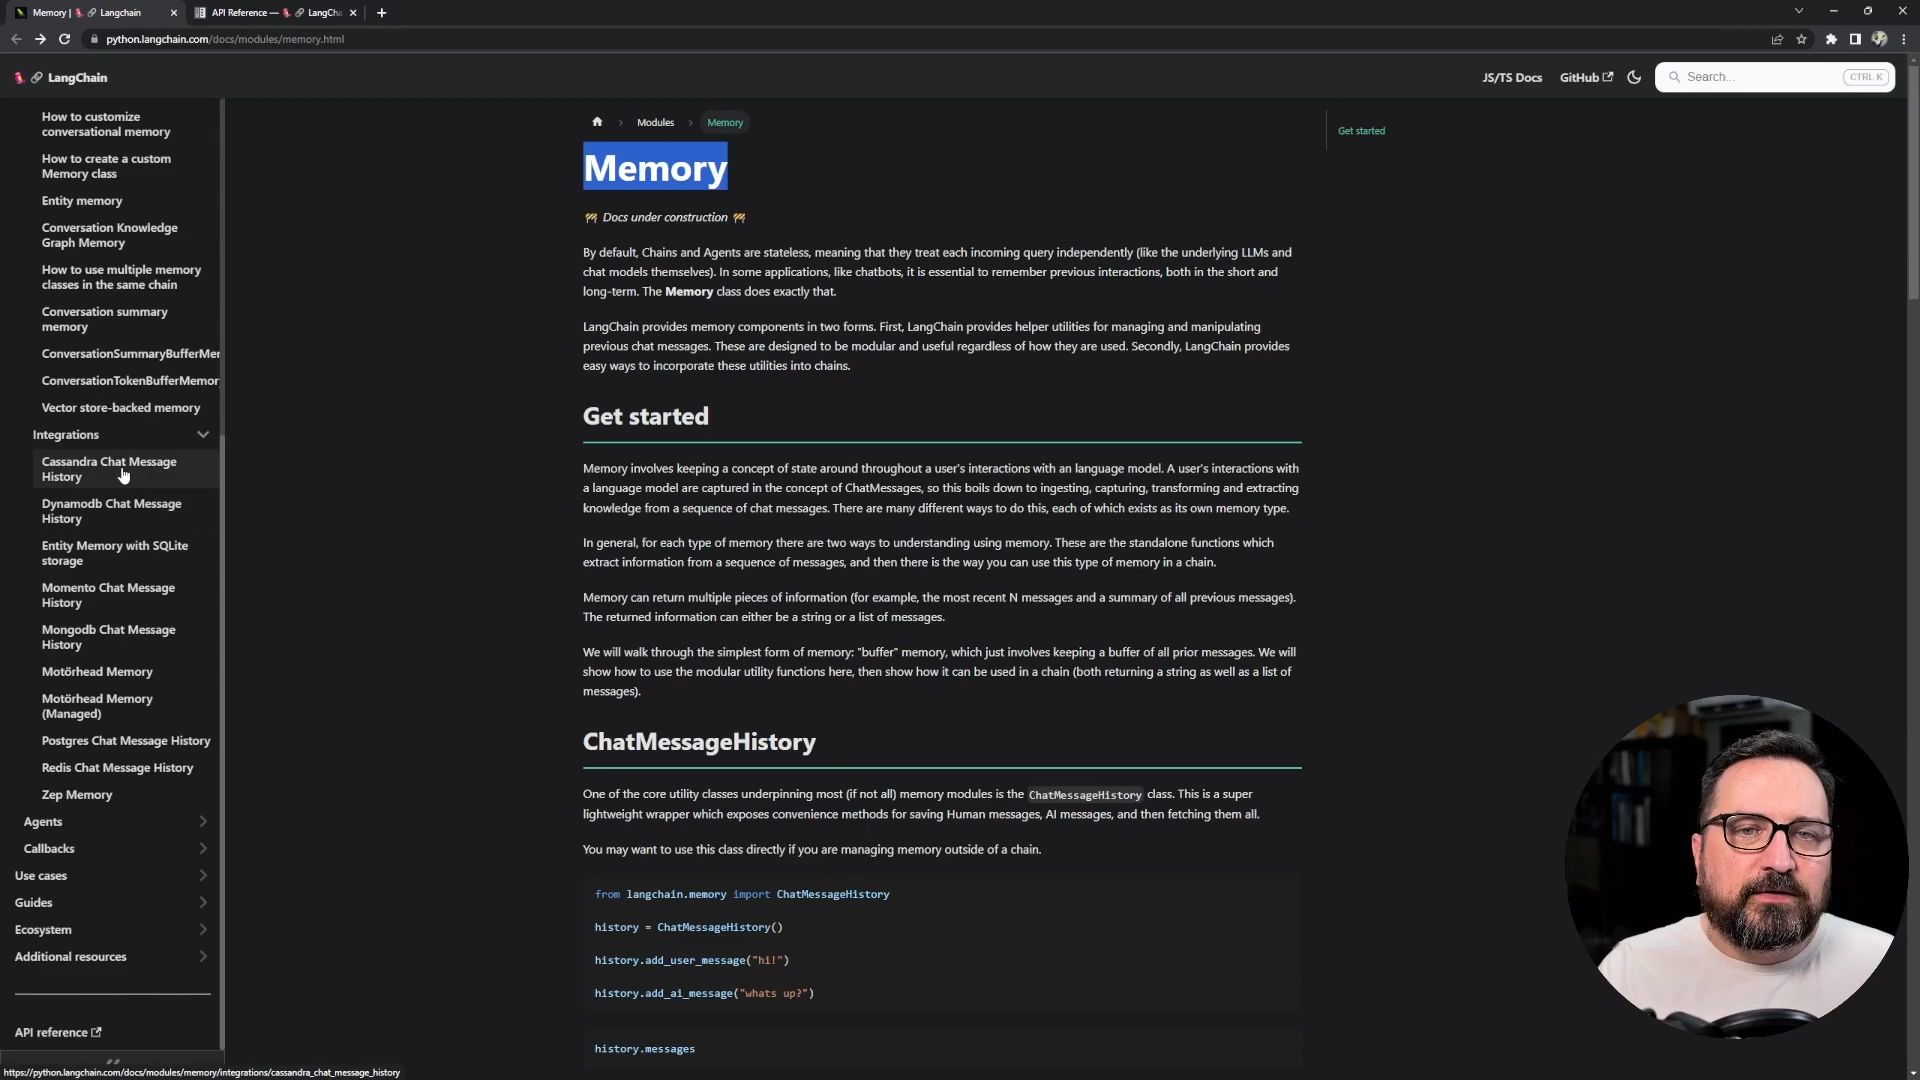 Memory | Langchain
API Reference — LangCha
python.langchain.com/docs/modules/memory.html
LangChain
JS/TS Docs
GitHub
Search...
CTRL K
How to customize
conversational memory
How to create a custom
Memory class
Entity memory
Conversation Knowledge
Graph Memory
How to use multiple memory
classes in the same chain
Conversation summary
memory
ConversationSummaryBufferMer
ConversationTokenBufferMemor
Vector store-backed memory
Integrations
Cassandra Chat Message
History
Dynamodb Chat Message
History
Entity Memory with SQLite
storage
Momento Chat Message
History
Mongodb Chat Message
History
Motörhead Memory
Motörhead Memory
(Managed)
Postgres Chat Message History
Redis Chat Message History
Zep Memory
Agents
Callbacks
Use cases
Guides
Ecosystem
Additional resources
API reference
https://python.langchain.com/docs/modules/memory/integrations/cassandra_chat_message_history
Modules
Memory
Memory
Docs under construction
By default, Chains and Agents are stateless, meaning that they treat each incoming query independently (like the underlying LLMs and
chat models themselves). In some applications, like chatbots, it is essential to remember previous interactions, both in the short and
long-term. The Memory class does exactly that.
LangChain provides memory components in two forms. First, LangChain provides helper utilities for managing and manipulating
previous chat messages. These are designed to be modular and useful regardless of how they are used. Secondly, LangChain provides
easy ways to incorporate these utilities into chains.
Get started
Memory involves keeping a concept of state around throughout a user's interactions with an language model. A user's interactions with
a language model are captured in the concept of ChatMessages, so this boils down to ingesting, capturing, transforming and extracting
knowledge from a sequence of chat messages. There are many different ways to do this, each of which exists as its own memory type.
In general, for each type of memory there are two ways to understanding using memory. These are the standalone functions which
extract information from a sequence of messages, and then there is the way you can use this type of memory in a chain.
Memory can return multiple pieces of information (for example, the most recent N messages and a summary of all previous messages).
The returned information can either be a string or a list of messages.
We will walk through the simplest form of memory: "buffer" memory, which just involves keeping a buffer of all prior messages. We will
show how to use the modular utility functions here, then show how it can be used in a chain (both returning a string as well as a list of
messages).
ChatMessageHistory
One of the core utility classes underpinning most (if not all) memory modules is the ChatMessageHistory class. This is a super
lightweight wrapper which exposes convenience methods for saving Human messages, AI messages, and then fetching them all.
You may want to use this class directly if you are managing memory outside of a chain.
from langchain.memory import ChatMessageHistory
history = ChatMessageHistory()
history.add_user_message("hi!")
history.add_ai_message("whats up?")
history.messages
Get started